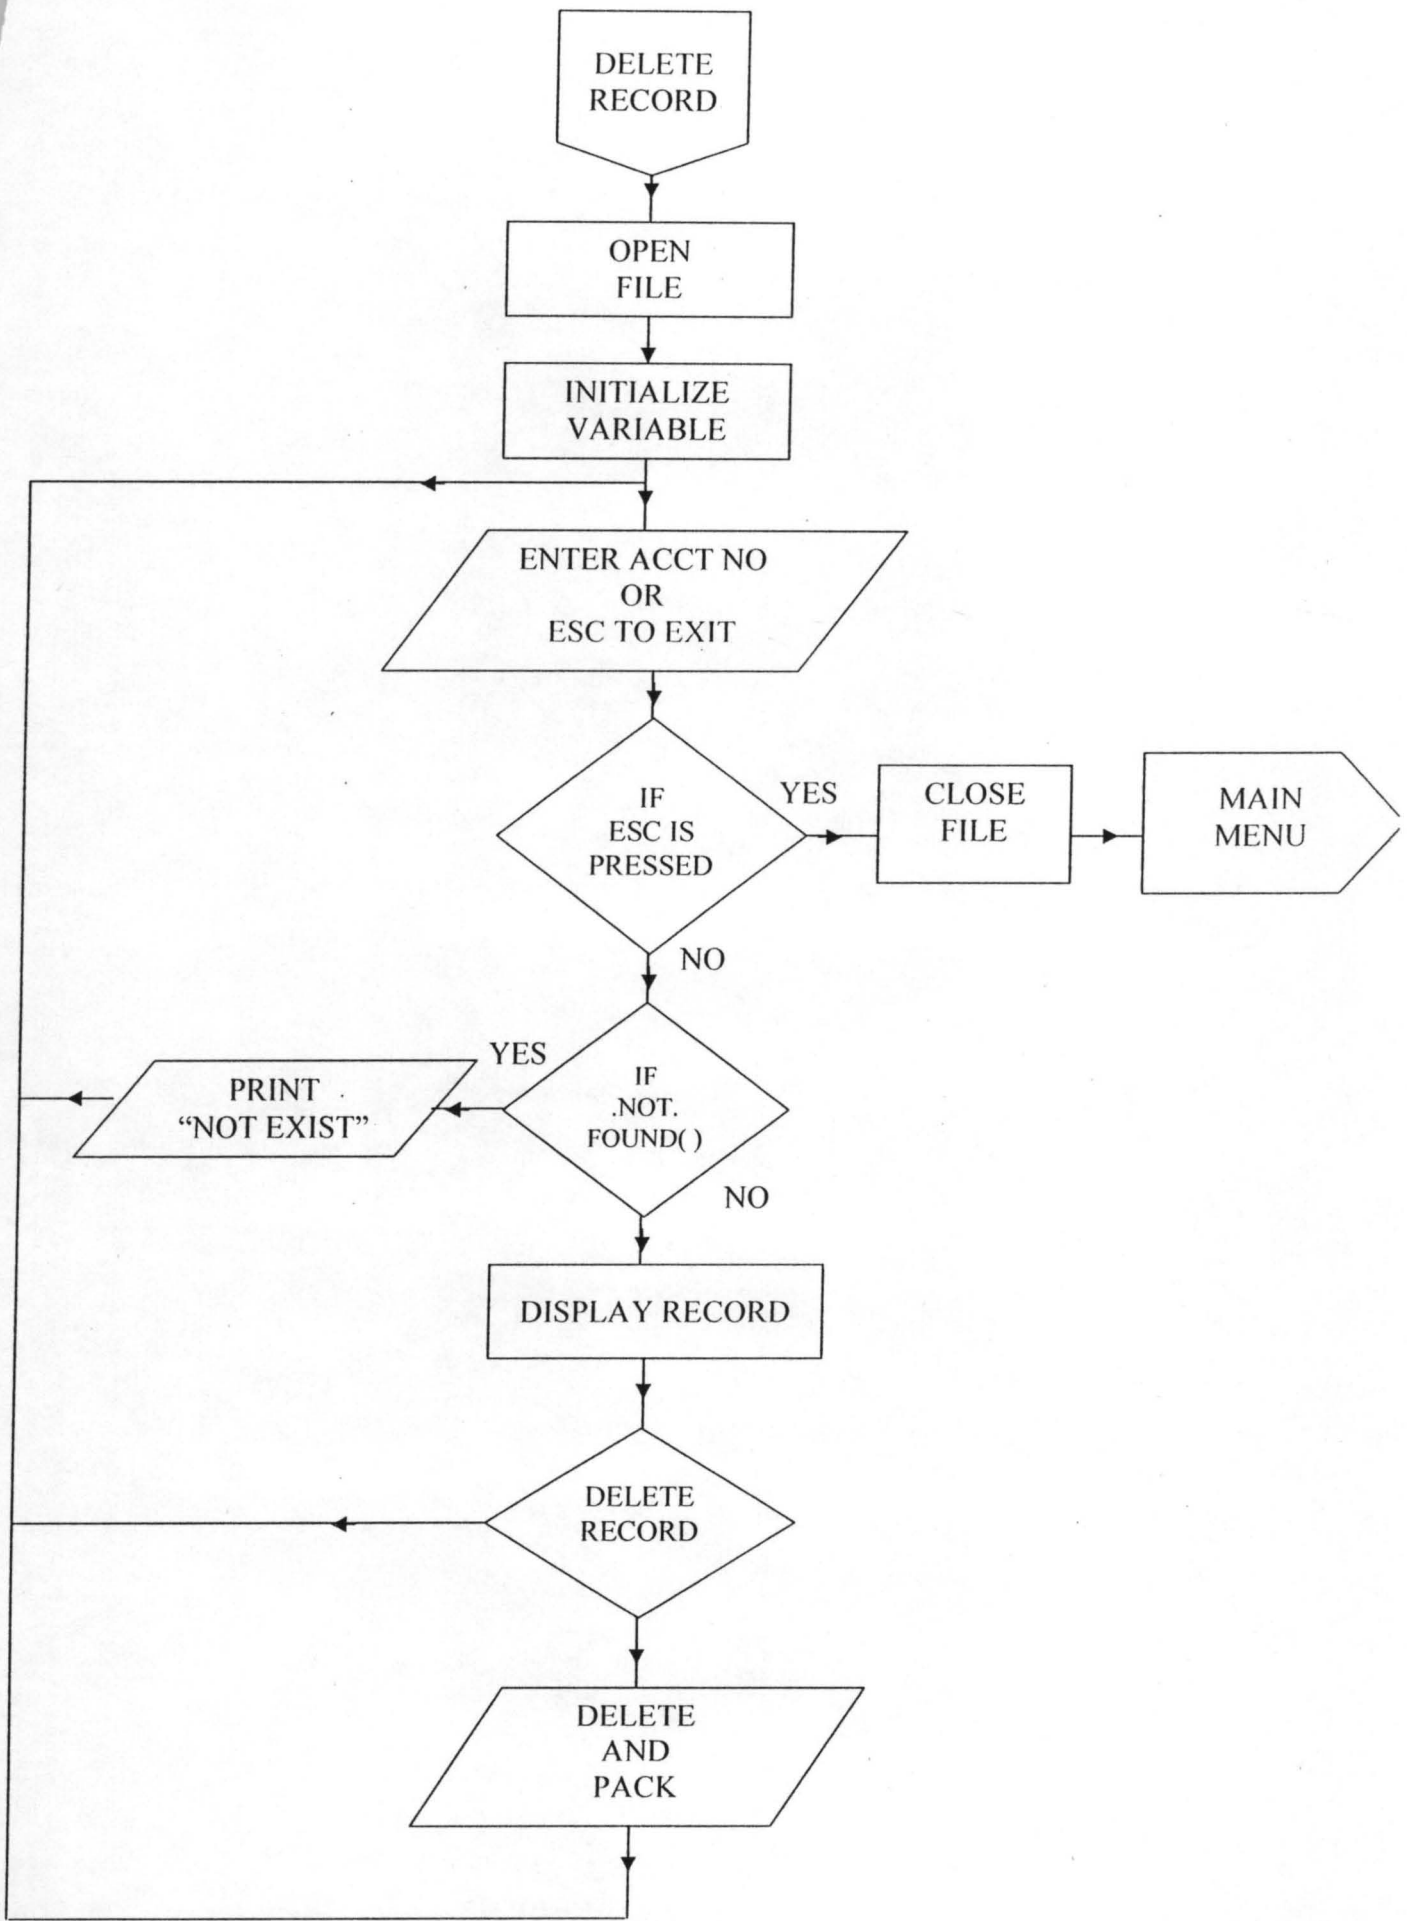 DELETE
RECORD
OPEN
FILE
INITIALIZE
VARIABLE
ENTER ACCT NO
OR
ESC TO EXIT
IF
ESC IS
PRESSED
YES
CLOSE
FILE
MAIN
MENU
NO
YES
PRINT
“NOT EXIST”
IF
.NOT.
FOUND( )
NO
DISPLAY RECORD
DELETE
RECORD
DELETE
AND
PACK